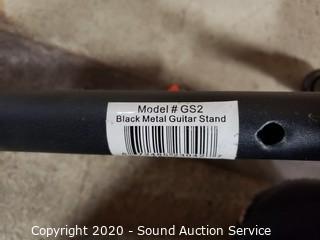 Model # GS2
Black Metal Guitar Stand
Copyright 2020 - Sound Auction Service